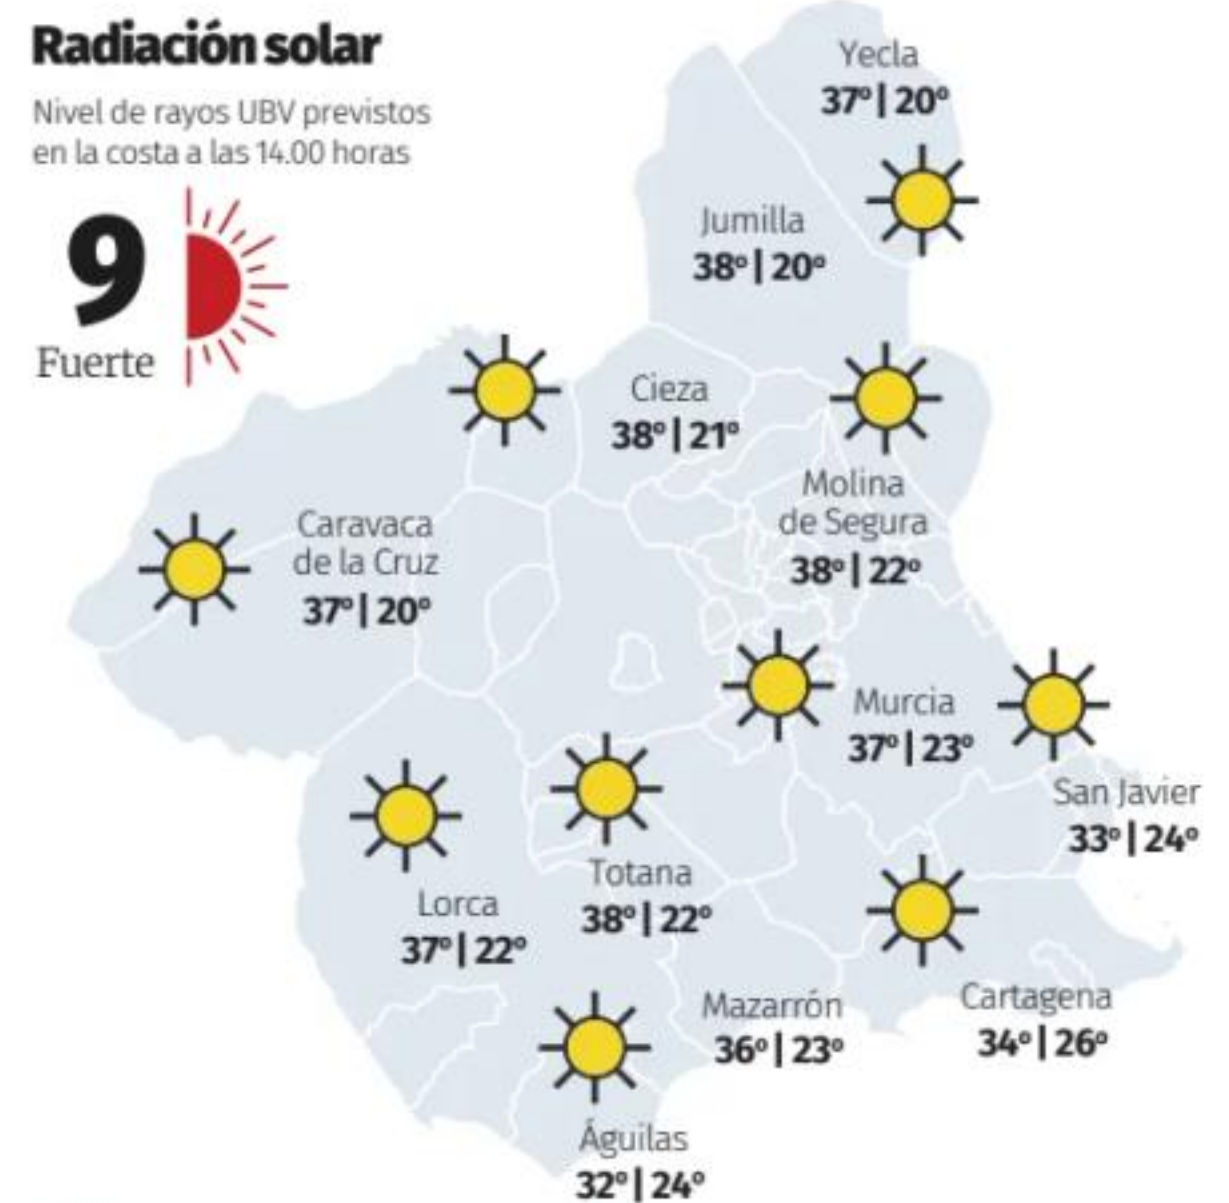 Radiación solar
Nivel de rayos UBV previstos
en la costa a las 14.00 horas
9
Fuerte
Yecla
37º|20º
Jumilla
38º|20º
Cieza
38º|21º
Molina
de Segura
38º|22º
Caravaca
de la Cruz
37º|20º
Murcia
37º|23º
San Javier
33º|24º
Totana
38º|22º
Lorca
37º|22º
Mazarrón
36º|23º
Cartagena
34º|26º
Águilas
32º|24º